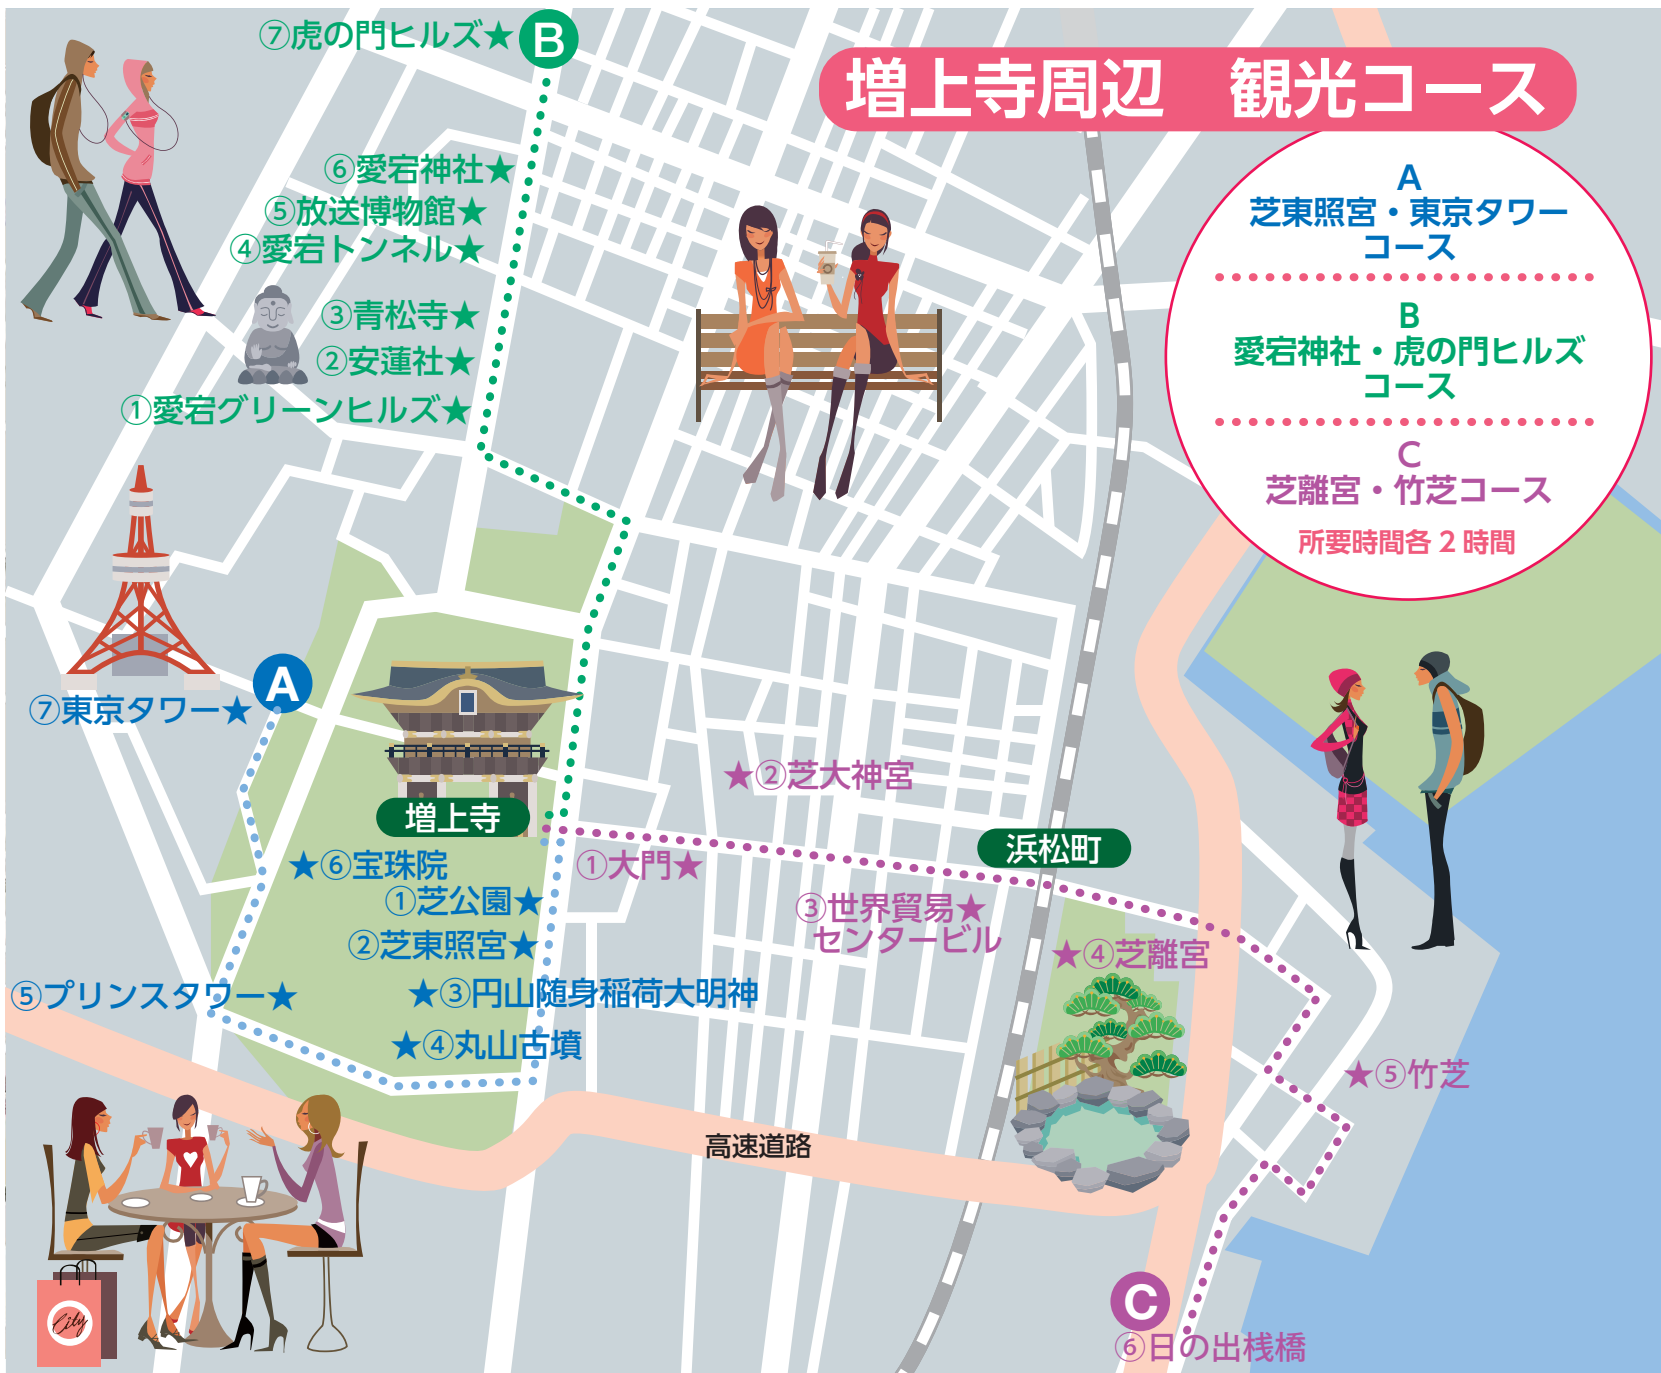 増上寺周辺　観光コース
A
芝東照宮・東京タワー
コース
B
愛宕神社・虎の門ヒルズ
コース
C
芝離宮・竹芝コース
所要時間各2時間
⑦虎の門ヒルズ★
B
⑥愛宕神社★
⑤放送博物館★
④愛宕トンネル★
③青松寺★
②安蓮社★
①愛宕グリーンヒルズ★
A
⑦東京タワー★
増上寺
★⑥宝珠院
①芝公園★
②芝東照宮★
★③円山随身稲荷大明神
★④丸山古墳
⑤プリンスタワー★
★②芝大神宮
①大門★
浜松町
③世界貿易★
センタービル
★④芝離宮
★⑤竹芝
高速道路
C
⑥日の出桟橋
City